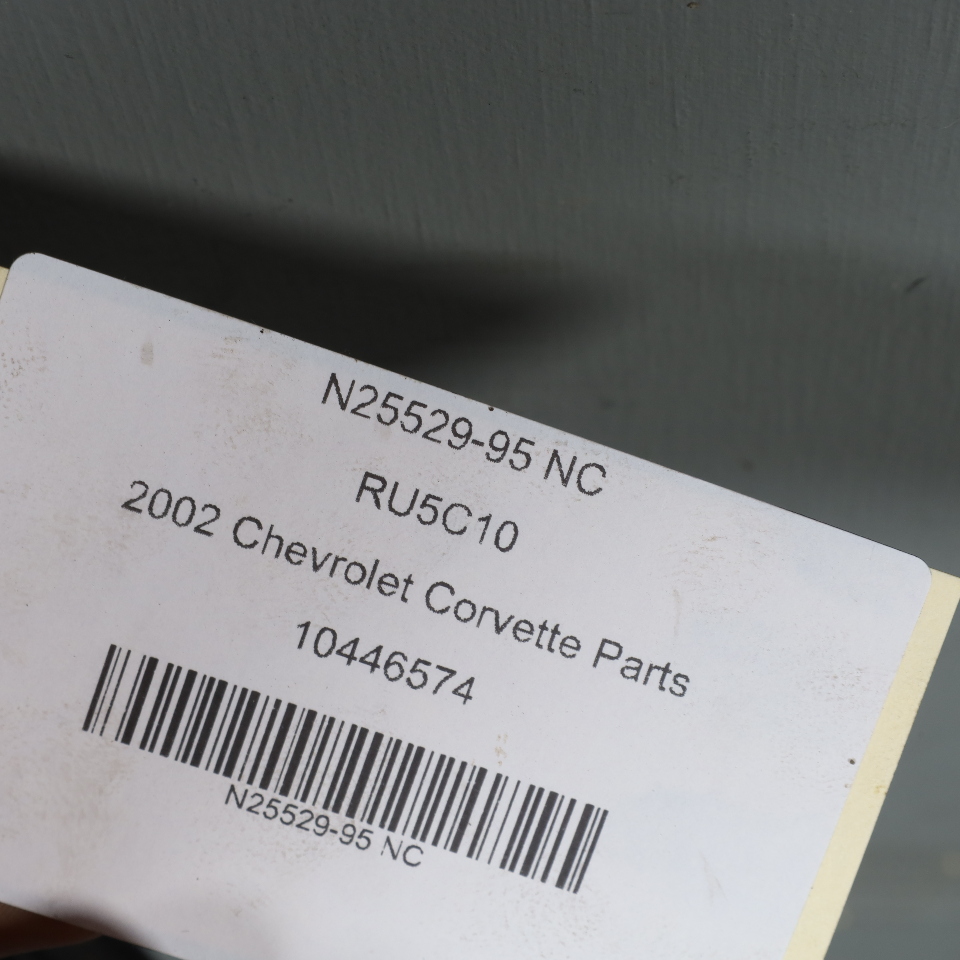 N25529-95 NC
RU5C10
2002 Chevrolet Corvette Parts
10446574
N25529-95 NC